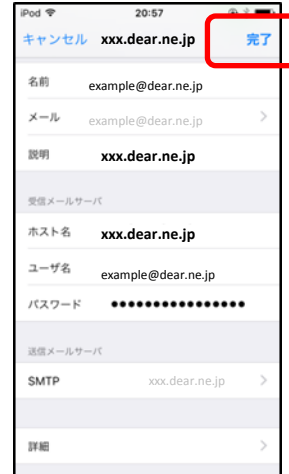 iPod 20:57
キャンセル xxx.dear.ne.jp 完了
名前 example@dear.ne.jp
メール example@dear.ne.jp
説明 xxx.dear.ne.jp
受信メールサーバ
ホスト名 xxx.dear.ne.jp
ユーザ名 example@dear.ne.jp
パスワード ●●●●●●●●●●●●●●●●
送信メールサーバ
SMTP xxx.dear.ne.jp
詳細